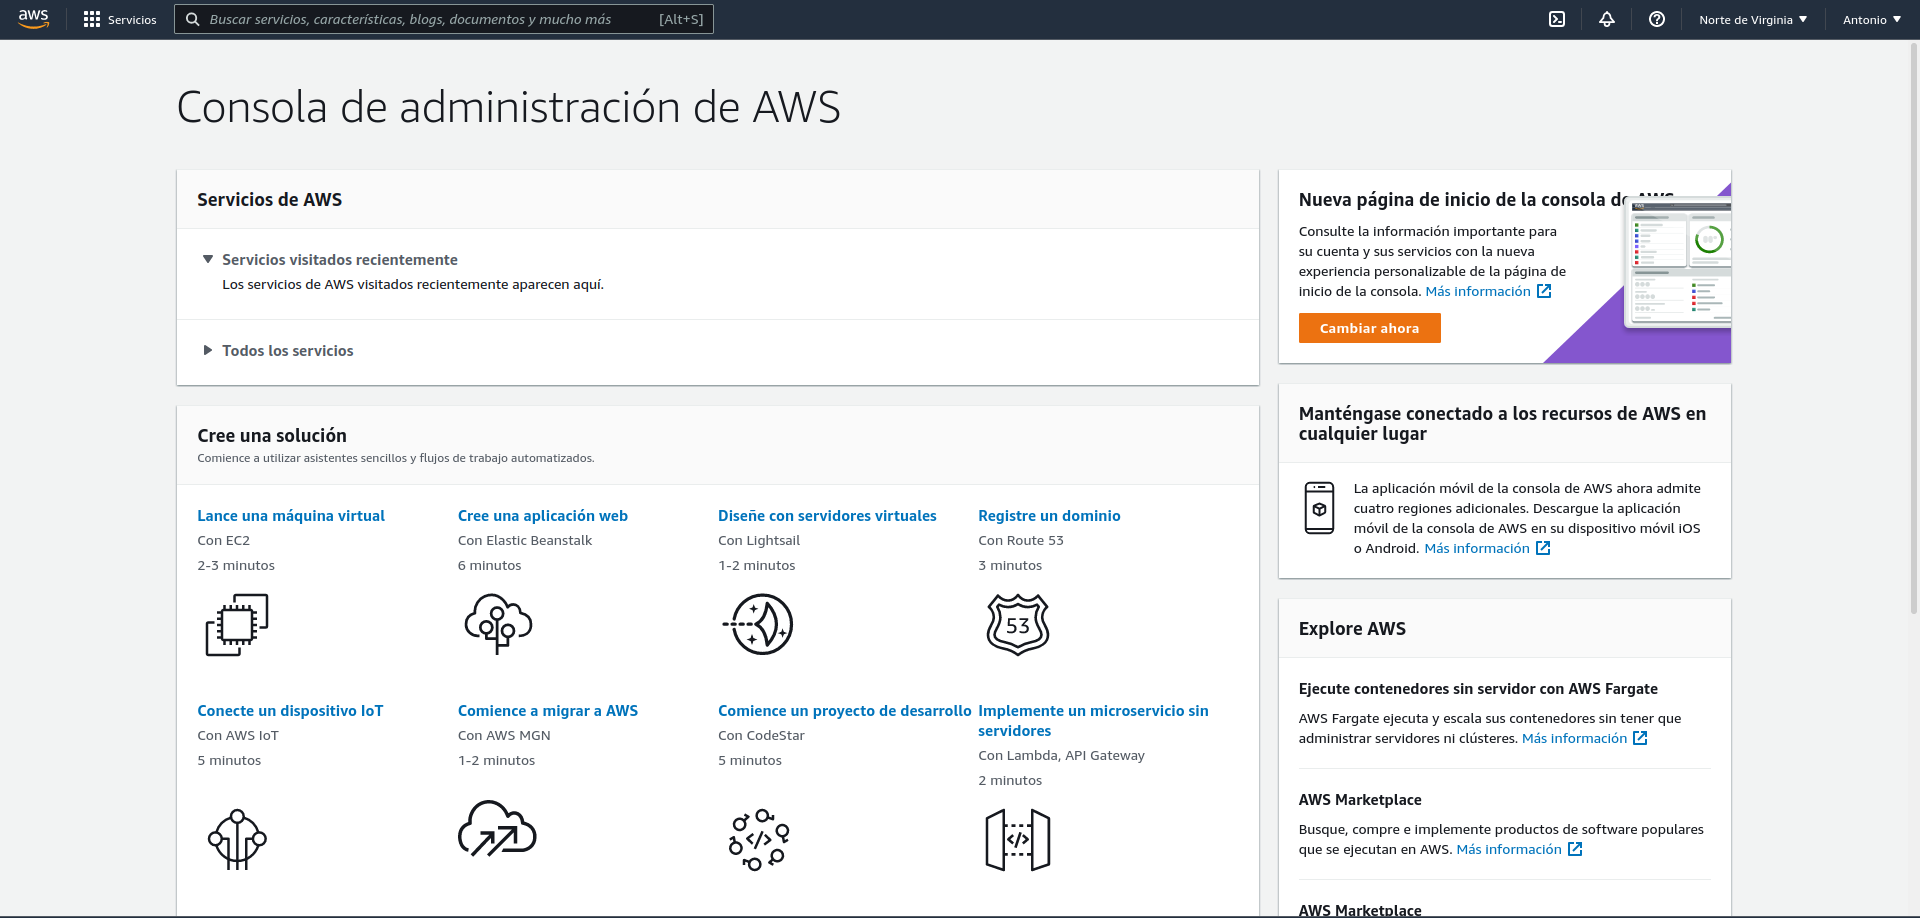 aws
Servicios
Buscar servicios, características, blogs, documentos y mucho más
[Alt+S]
Norte de Virginia
Antonio
Consola de administración de AWS
Servicios de AWS
Servicios visitados recientemente
Los servicios de AWS visitados recientemente aparecen aquí.
Todos los servicios
Cree una solución
Comience a utilizar asistentes sencillos y flujos de trabajo automatizados.
Lance una máquina virtual
Con EC2
2-3 minutos
Cree una aplicación web
Con Elastic Beanstalk
6 minutos
Diseñe con servidores virtuales
Con Lightsail
1-2 minutos
Registre un dominio
Con Route 53
3 minutos
53
Conecte un dispositivo IoT
Con AWS IoT
5 minutos
Comience a migrar a AWS
Con AWS MGN
1-2 minutos
Comience un proyecto de desarrollo
Con CodeStar
5 minutos
</>
Implemente un microservicio sin
servidores
Con Lambda, API Gateway
2 minutos
</>
Nueva página de inicio de la consola de AWS
Consulte la información importante para
su cuenta y sus servicios con la nueva
experiencia personalizable de la página de
inicio de la consola. Más información
Cambiar ahora
Manténgase conectado a los recursos de AWS en
cualquier lugar
La aplicación móvil de la consola de AWS ahora admite
cuatro regiones adicionales. Descargue la aplicación
móvil de la consola de AWS en su dispositivo móvil iOS
o Android. Más información
Explore AWS
Ejecute contenedores sin servidor con AWS Fargate
AWS Fargate ejecuta y escala sus contenedores sin tener que
administrar servidores ni clústeres. Más información
AWS Marketplace
Busque, compre e implemente productos de software populares
que se ejecutan en AWS. Más información
AWS Marketplace